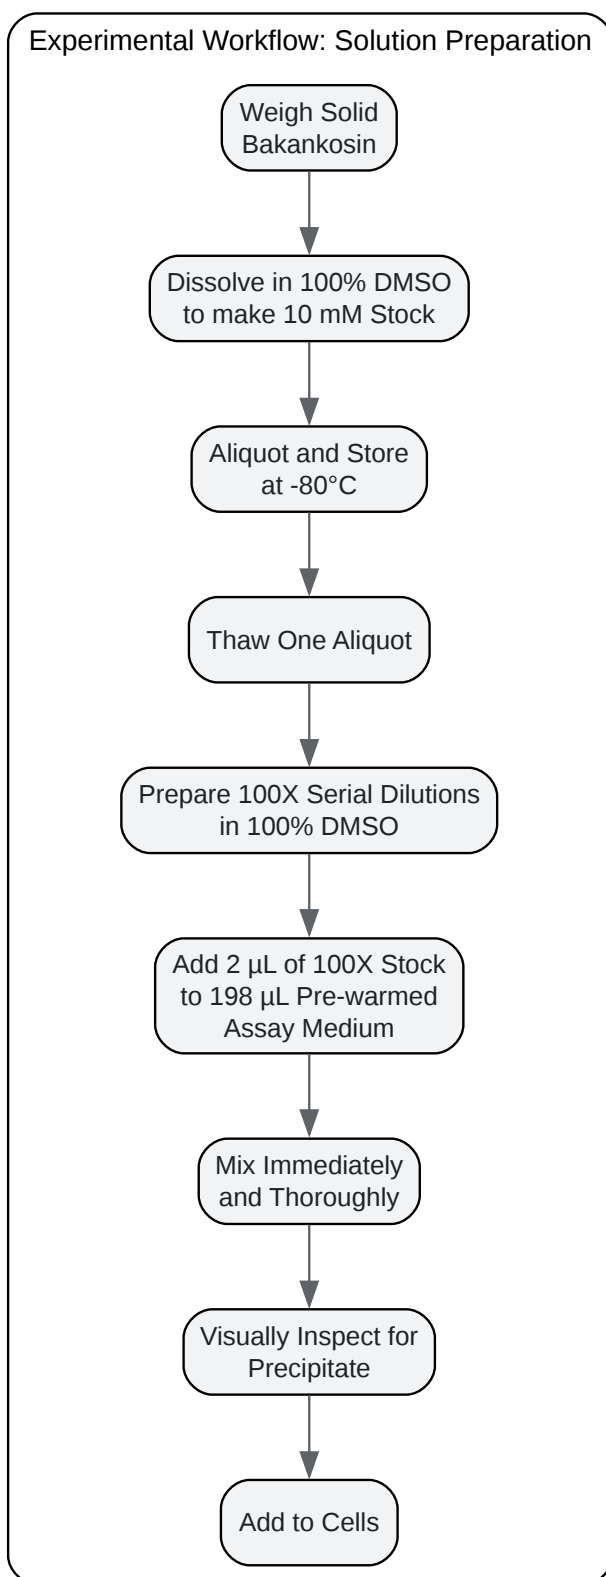 Experimental Workflow: Solution Preparation
Weigh Solid
Bakankosin
Dissolve in 100% DMSO
to make 10 mM Stock
Aliquot and Store
at -80°C
Thaw One Aliquot
Prepare 100X Serial Dilutions
in 100% DMSO
Add 2 µL of 100X Stock
to 198 µL Pre-warmed
Assay Medium
Mix Immediately
and Thoroughly
Visually Inspect for
Precipitate
Add to Cells